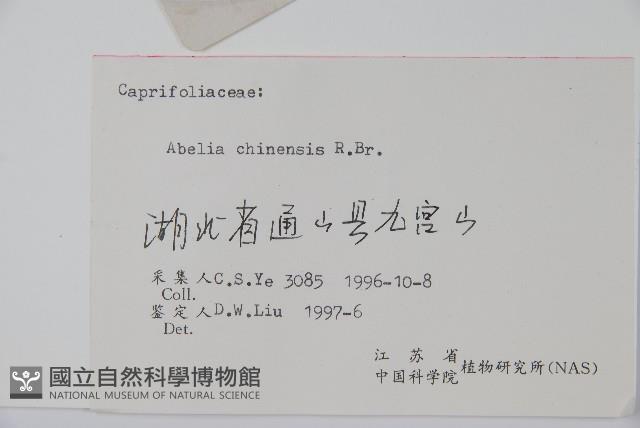 Caprifoliaceae:
Abelia chinensis R.Br.
湖北省通山县九宫山
采集人C.S.Ye 3085 1996-10-8
Coll.
鉴定人D.W.Liu 1997-6
Det.
江苏省
中国科学院植物研究所(NAS)
國立自然科學博物館
NATIONAL MUSEUM OF NATURAL SCIENCE